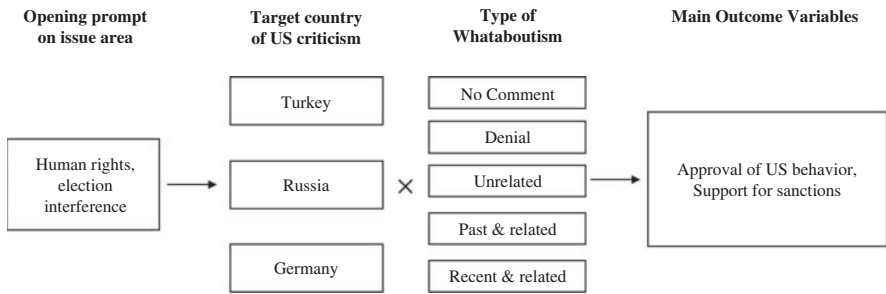 Opening prompt
on issue area
Target country
of US criticism
Type of
Whataboutism
Main Outcome Variables
Human rights,
election
interference
Turkey
Russia
Germany
×
No Comment
Denial
Unrelated
Past & related
Recent & related
Approval of US behavior,
Support for sanctions